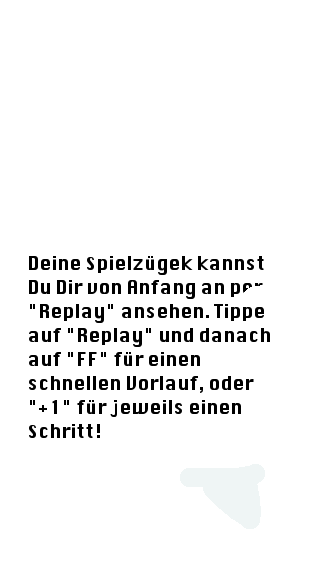 Deine Spielzügek kannst
Du Dir von Anfang an per
"Replay" ansehen. Tippe
auf "Replay" und danach
auf "FF" für einen
schnellen Vorlauf, oder
"+1" für jeweils einen
Schritt!